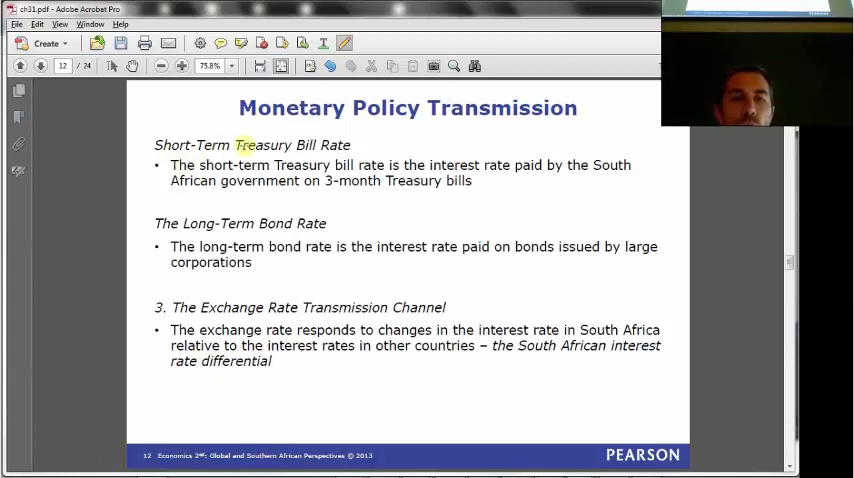 ch31.pdf - Adobe Acrobat Pro
PEARSON
File Edit View Window Help
Create
12 / 24 75.8%
Monetary Policy Transmission
Short-Term Treasury Bill Rate
• The short-term Treasury bill rate is the interest rate paid by the South
African government on 3-month Treasury bills
The Long-Term Bond Rate
• The long-term bond rate is the interest rate paid on bonds issued by large
corporations
3. The Exchange Rate Transmission Channel
• The exchange rate responds to changes in the interest rate in South Africa
relative to the interest rates in other countries – the South African interest
rate differential
12 Economics 2nd: Global and Southern African Perspectives © 2013
PEARSON